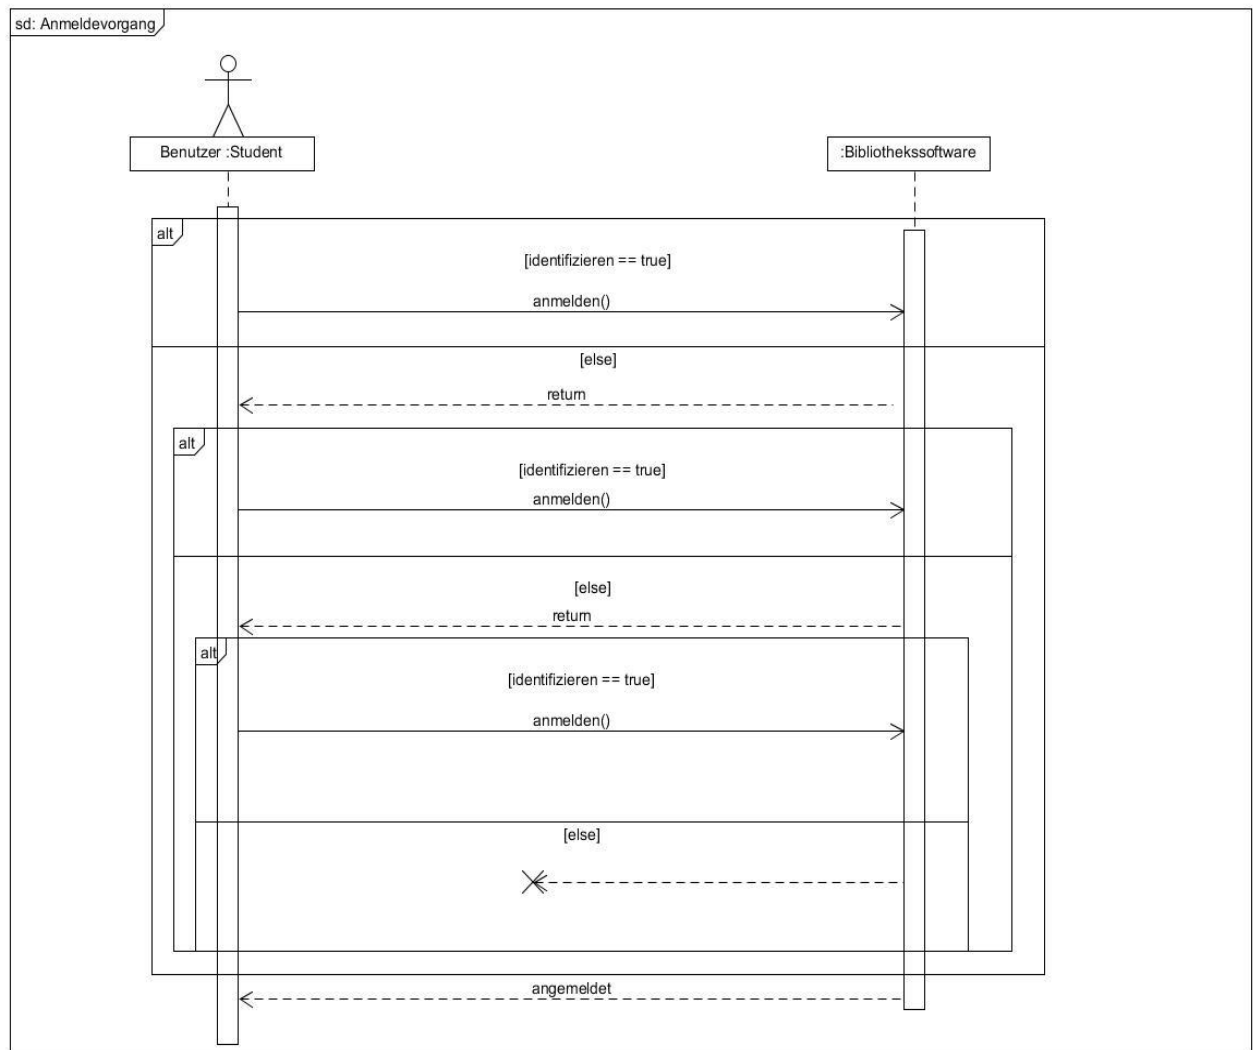 sd: Anmeldevorgang
Benutzer :Student
:Bibliothekssoftware
alt
[identifizieren == true]
anmelden()
[else]
return
alt
[identifizieren == true]
anmelden()
[else]
return
alt
[identifizieren == true]
anmelden()
[else]
angemeldet